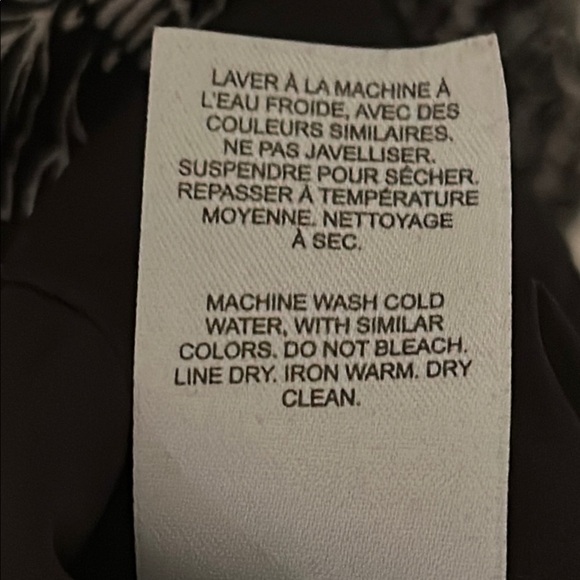 LAVER À LA MACHINE À
L'EAU FROIDE, AVEC DES
COULEURS SIMILAIRES.
NE PAS JAVELLISER.
SUSPENDRE POUR SÉCHER.
REPASSER À TEMPÉRATURE
MOYENNE. NETTOYAGE
À SEC.
MACHINE WASH COLD
WATER, WITH SIMILAR
COLORS. DO NOT BLEACH.
LINE DRY. IRON WARM. DRY
CLEAN.